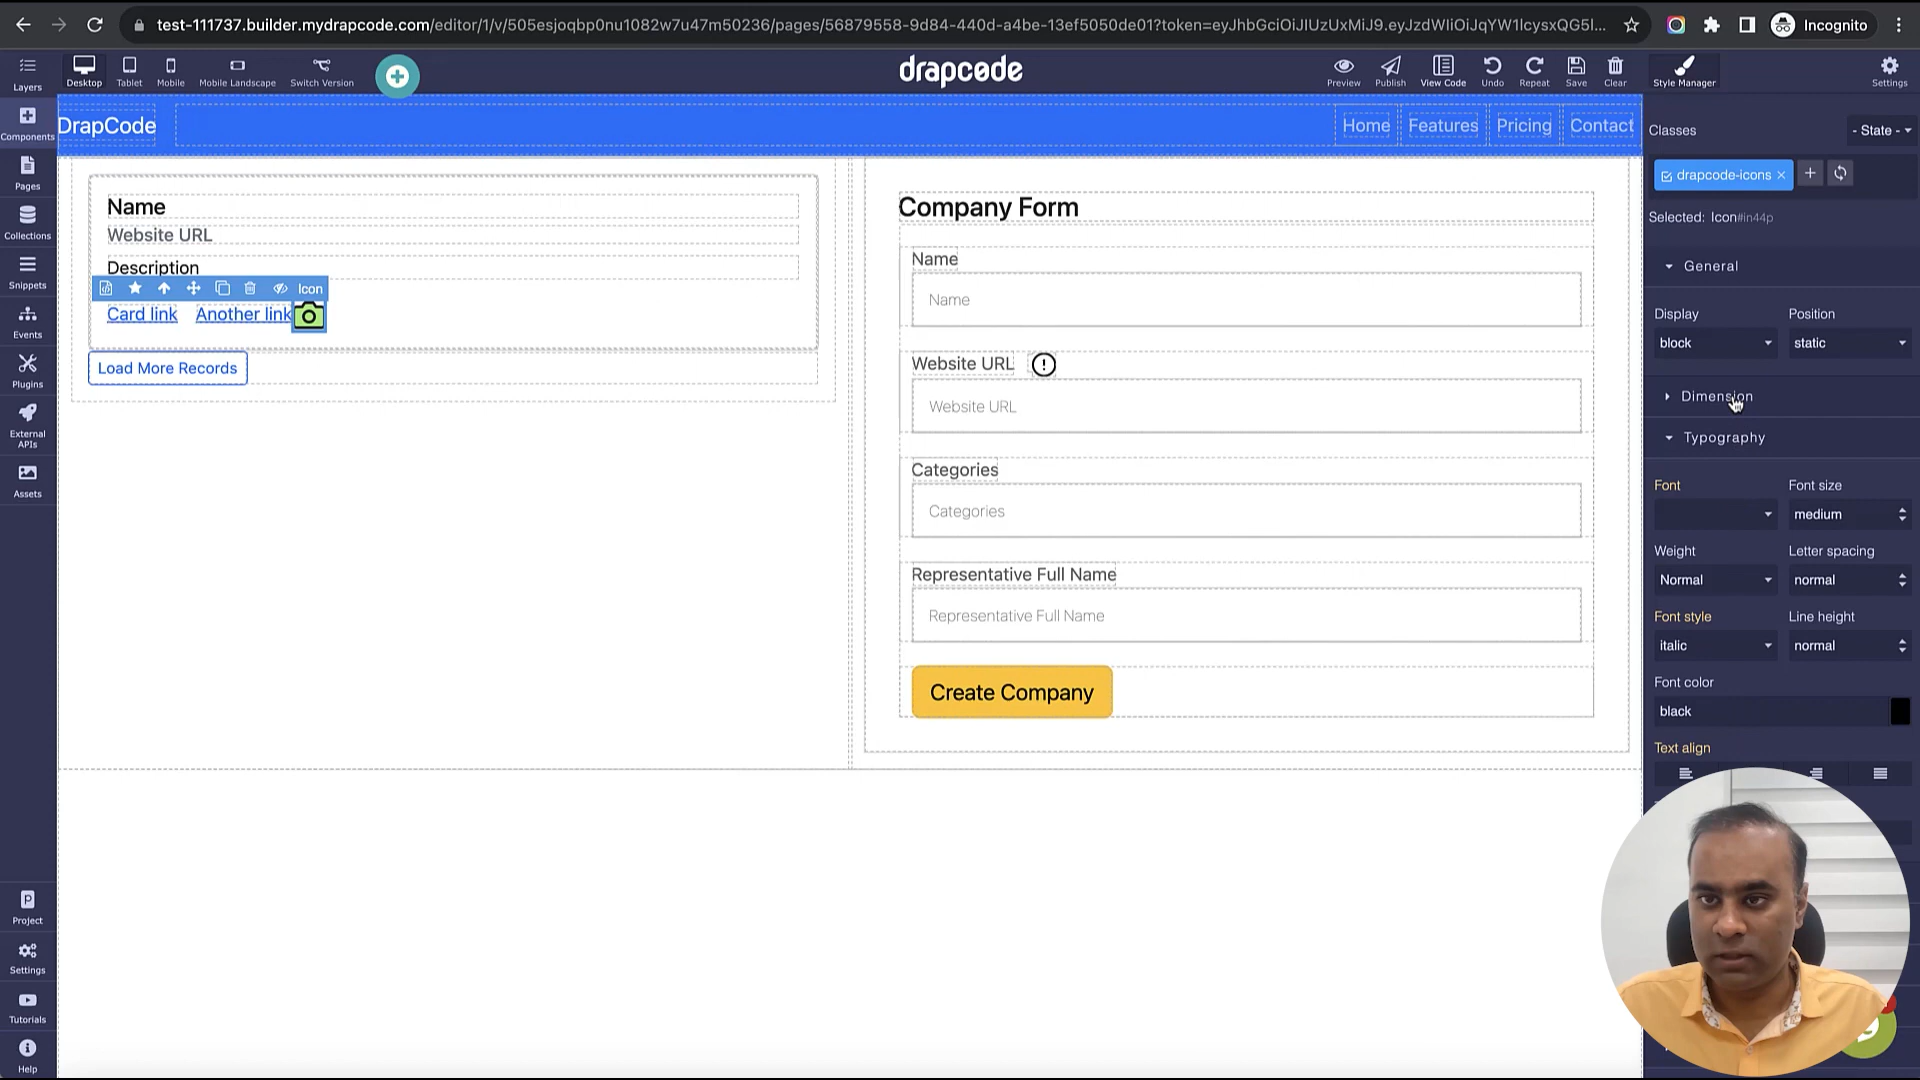 test-111737.builder.mydrapcode.com/editor/1/v/505esjoqbp0nu1082w7u47m50236/pages/56879558-9d84-440d-a4be-13ef5050de01?token=eyJhbGciOiJIUzUxMiJ9.eyJzdWIiOiJqYW1lcysxQG5l...
Incognito
Layers
Desktop
Tablet
Mobile
Mobile Landscape
Switch Version
drapcode
Preview
Publish
View Code
Undo
Repeat
Save
Clear
Style Manager
Settings
Components
Pages
Collections
Snippets
Events
Plugins
External APIs
Assets
Project
Settings
Tutorials
Help
DrapCode
Home
Features
Pricing
Contact
Name
Website URL
Description
Icon
Card link
Another link
Load More Records
Company Form
Name
Name
Website URL
Website URL
Categories
Categories
Representative Full Name
Representative Full Name
Create Company
Classes
- State -
drapcode-icons
Selected: Icon#in44p
General
Display
Position
block
static
Dimension
Typography
Font
Font size
medium
Weight
Letter spacing
Normal
normal
Font style
Line height
italic
normal
Font color
black
Text align